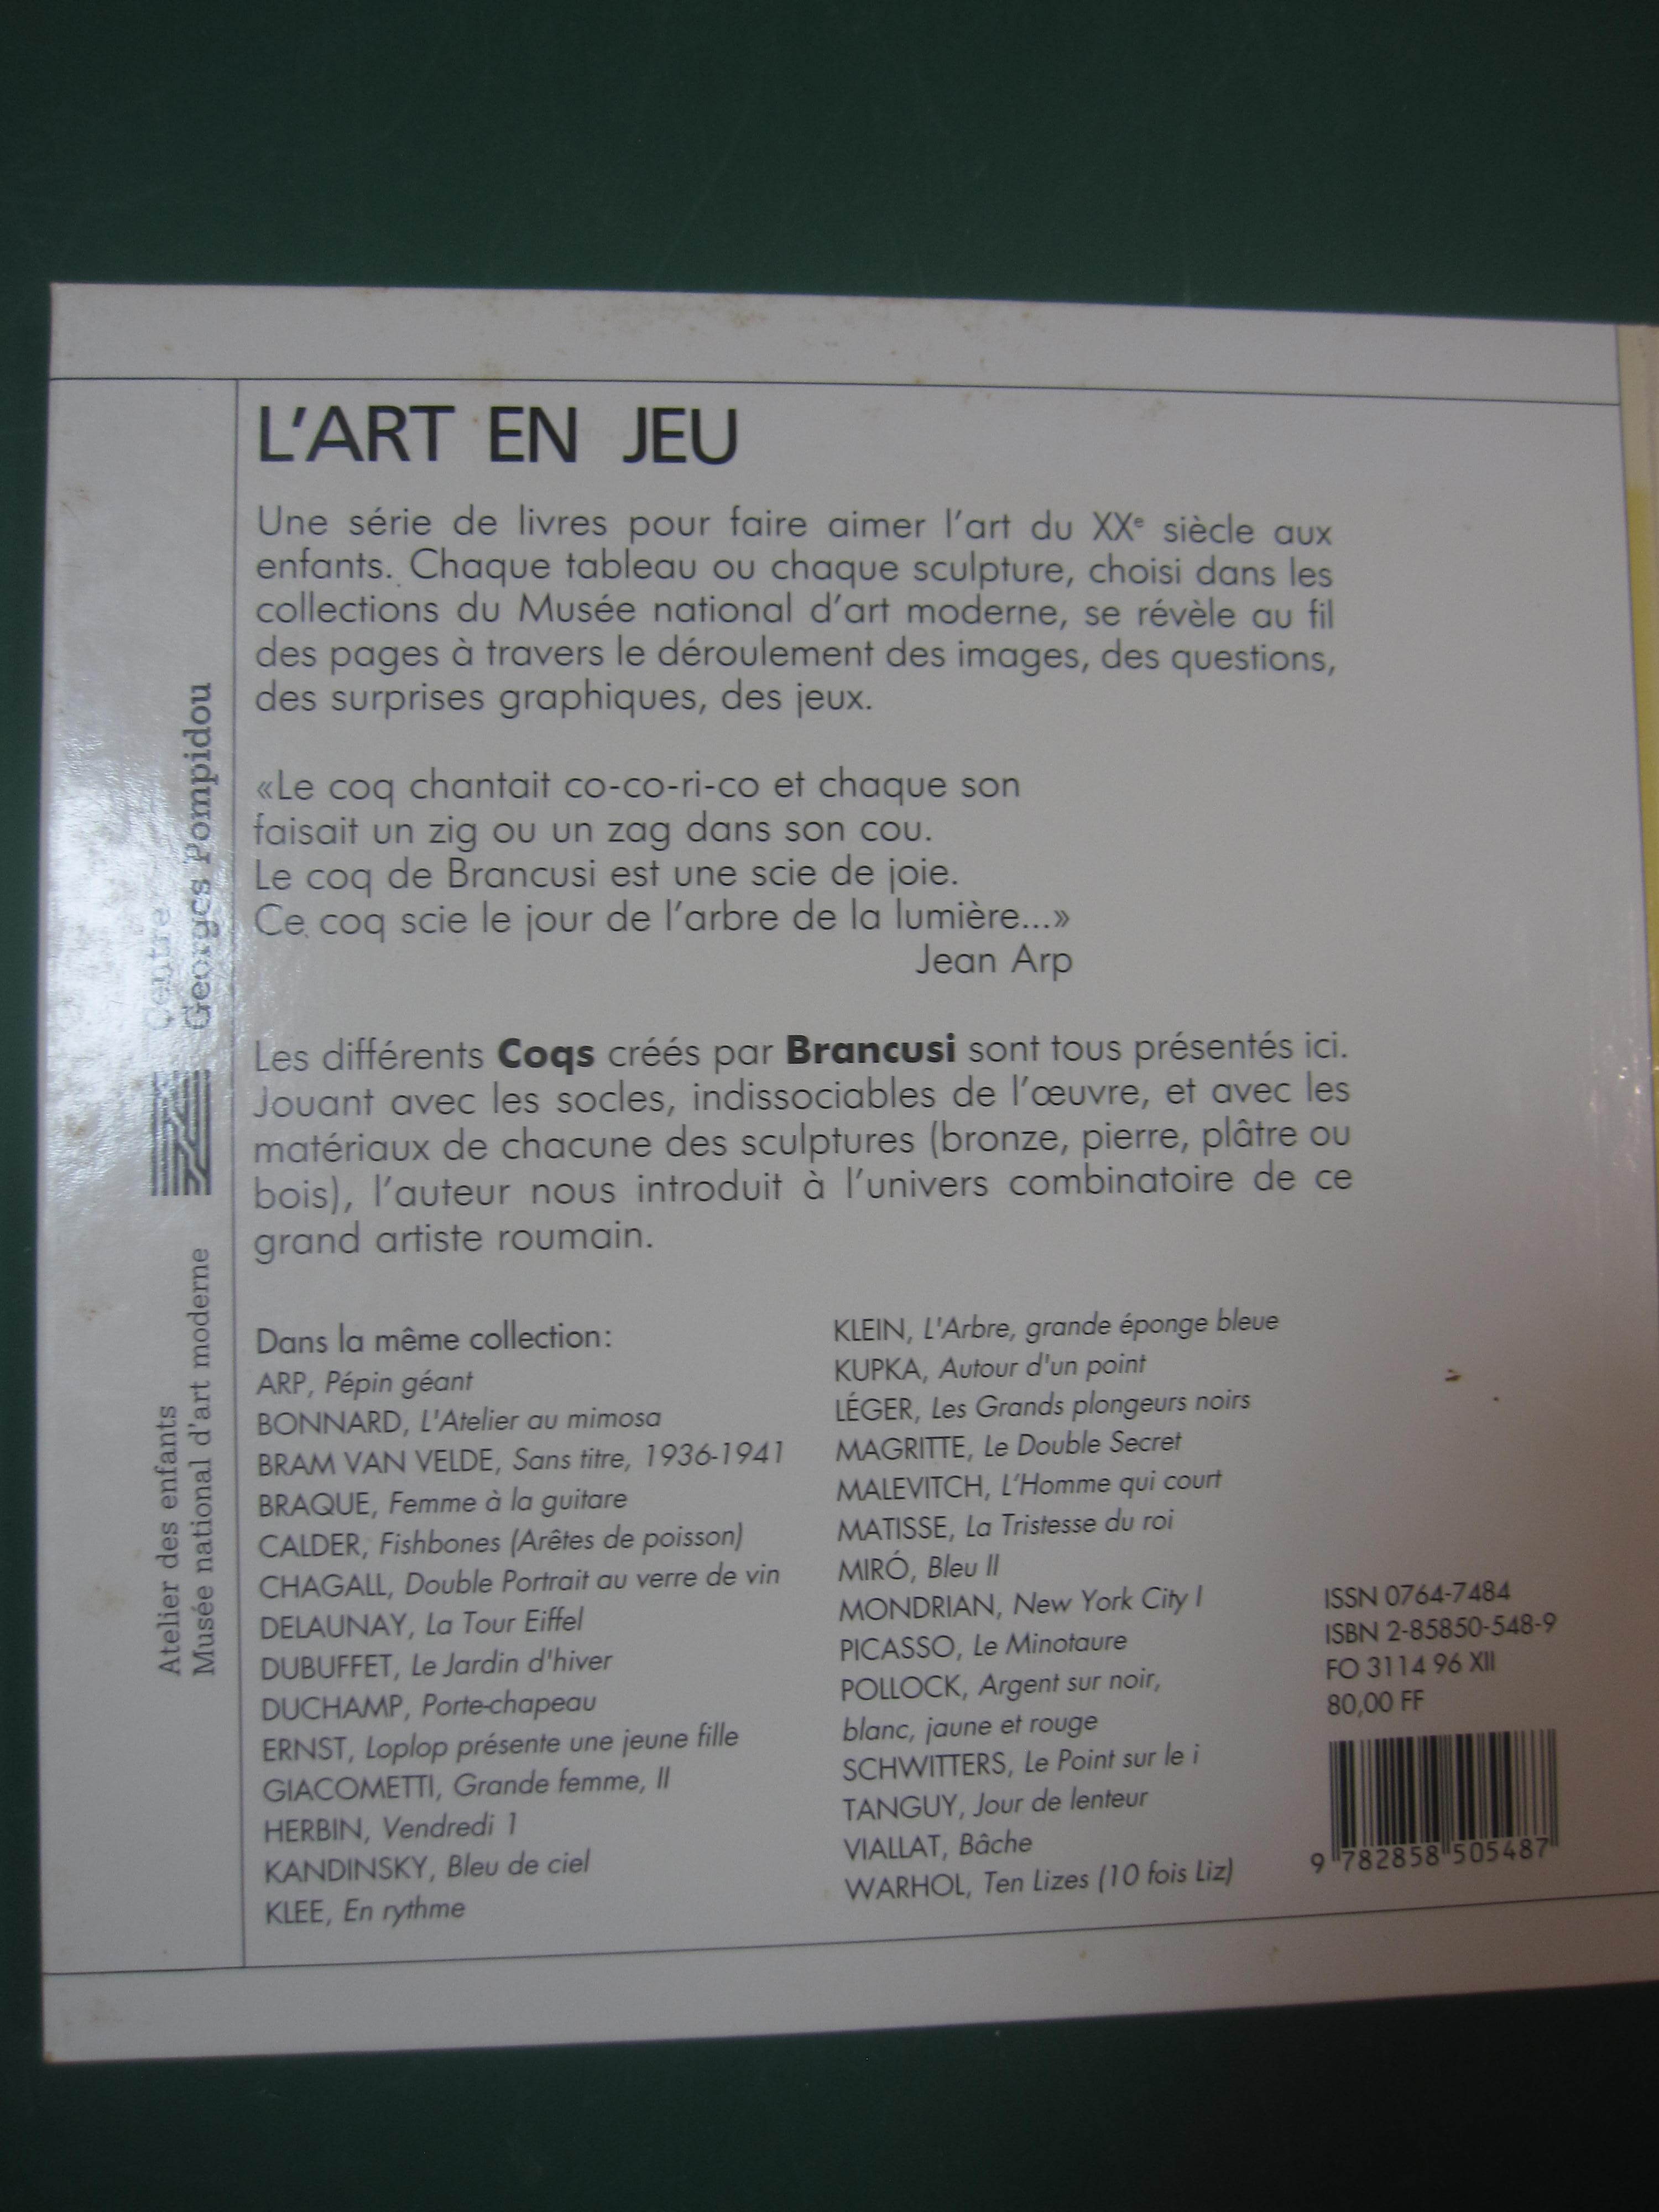 L'ART EN JEU
Une série de livres pour faire aimer l'art du XXe siècle aux
enfants. Chaque tableau ou chaque sculpture, choisi dans les
collections du Musée national d'art moderne, se révèle au fil
des pages à travers le déroulement des images, des questions,
des surprises graphiques, des jeux.
«Le coq chantait co-co-ri-co et chaque son
faisait un zig ou un zag dans son cou.
Le coq de Brancusi est une scie de joie.
Ce coq scie le jour de l'arbre de la lumière...»
Jean Arp
Les différents Coqs créés par Brancusi sont tous présentés ici.
Jouant avec les socles, indissociables de l'œuvre, et avec les
matériaux de chacune des sculptures (bronze, pierre, plâtre ou
bois), l'auteur nous introduit à l'univers combinatoire de ce
grand artiste roumain.
Dans la même collection:
ARP, Pépin géant
BONNARD, L'Atelier au mimosa
BRAM VAN VELDE, Sans titre, 1936-1941
BRAQUE, Femme à la guitare
CALDER, Fishbones (Arêtes de poisson)
CHAGALL, Double Portrait au verre de vin
DELAUNAY, La Tour Eiffel
DUBUFFET, Le Jardin d'hiver
DUCHAMP, Porte-chapeau
ERNST, Loplop présente une jeune fille
GIACOMETTI, Grande femme, II
HERBIN, Vendredi 1
KANDINSKY, Bleu de ciel
KLEE, En rythme
KLEIN, L'Arbre, grande éponge bleue
KUPKA, Autour d'un point
LÉGER, Les Grands plongeurs noirs
MAGRITTE, Le Double Secret
MALEVITCH, L'Homme qui court
MATISSE, La Tristesse du roi
MIRÓ, Bleu II
MONDRIAN, New York City I
PICASSO, Le Minotaure
POLLOCK, Argent sur noir,
blanc, jaune et rouge
SCHWITTERS, Le Point sur le i
TANGUY, Jour de lenteur
VIALLAT, Bâche
WARHOL, Ten Lizes (10 fois Liz)
ISSN 0764-7484
ISBN 2-85850-548-9
FO 3114 96 XII
80,00 FF
9 782858 505487
Atelier des enfants
Musée national d'art moderne
Centre
Georges Pompidou